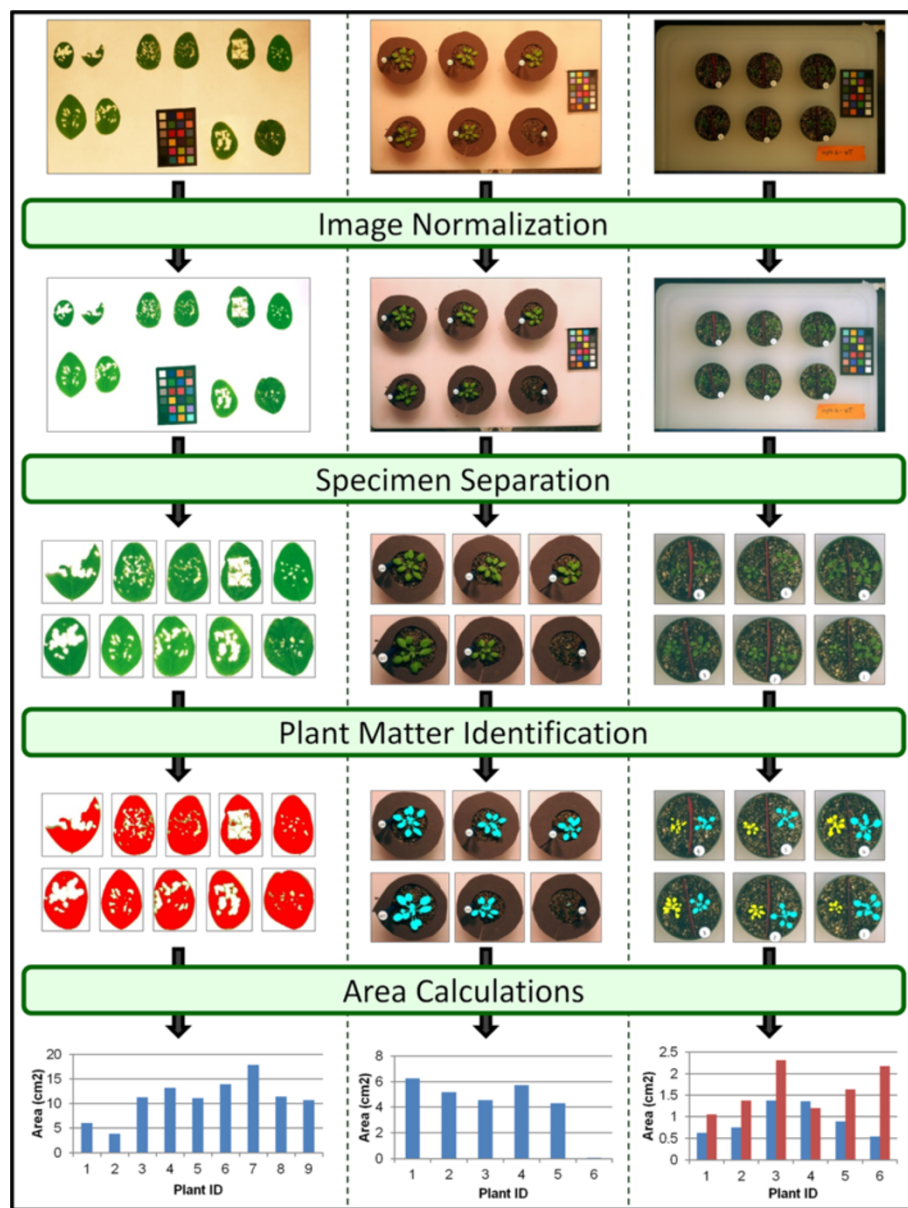 Image Normalization
Specimen Separation
Plant Matter Identification
Area Calculations
Area (cm2)
20
15
10
5
0
1 2 3 4 5 6 7 8 9
Plant ID
Area (cm2)
8
6
4
2
0
1 2 3 4 5 6
Plant ID
Area (cm2)
2.5
2
1.5
1
0.5
0
1 2 3 4 5 6
Plant ID